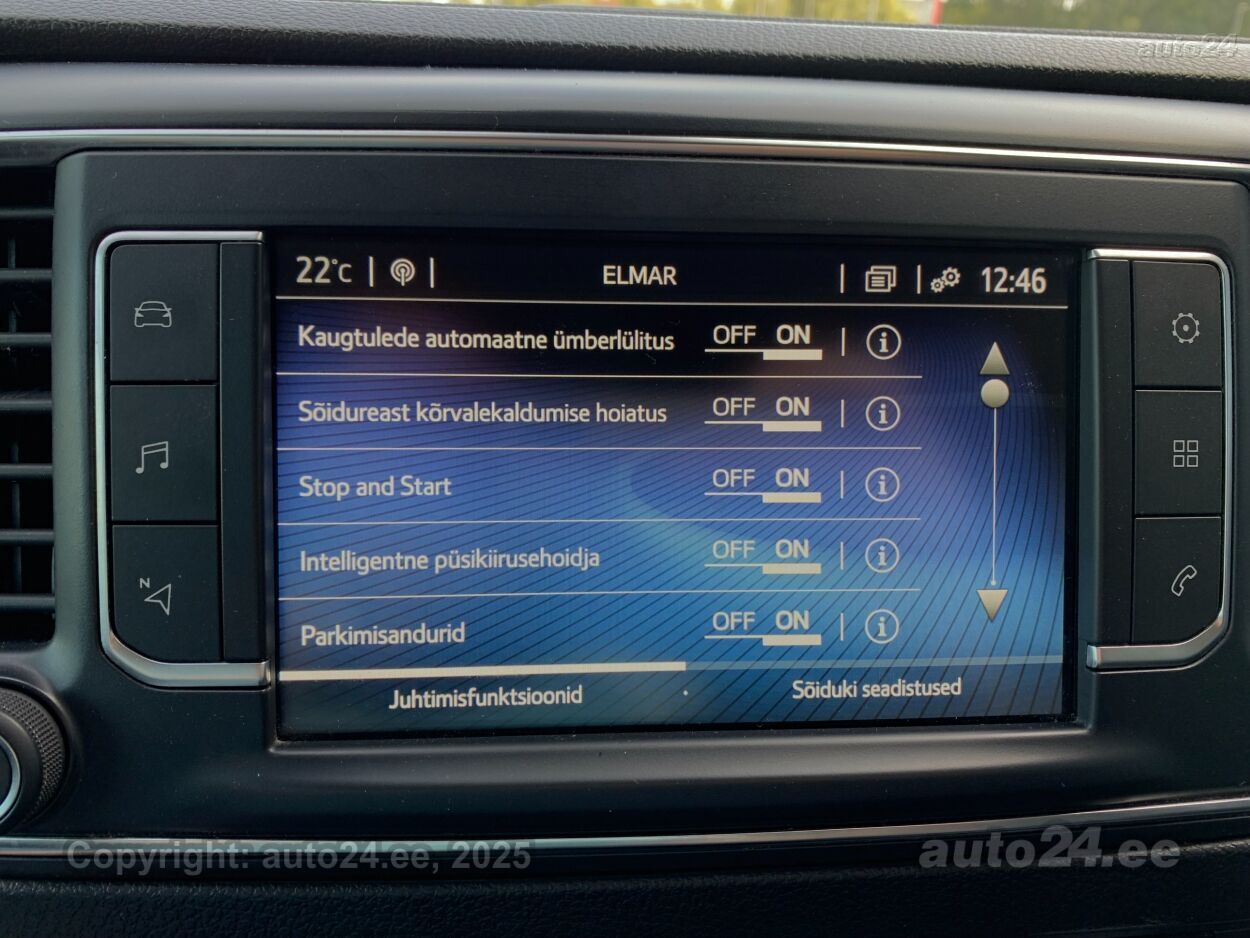 auto24
22°C ELMAR 12:46
Kaugtulede automaatne ümberlülitus OFF ON i
Sõidureast kõrvalekaldumise hoiatus OFF ON i
Stop and Start OFF ON i
Intelligentne püsikiirusehoidja OFF ON i
Parkimisandurid OFF ON i
Juhtimisfunktsioonid Sõiduki seadistused
N
Copyright: auto24.ee, 2025
auto24.ee